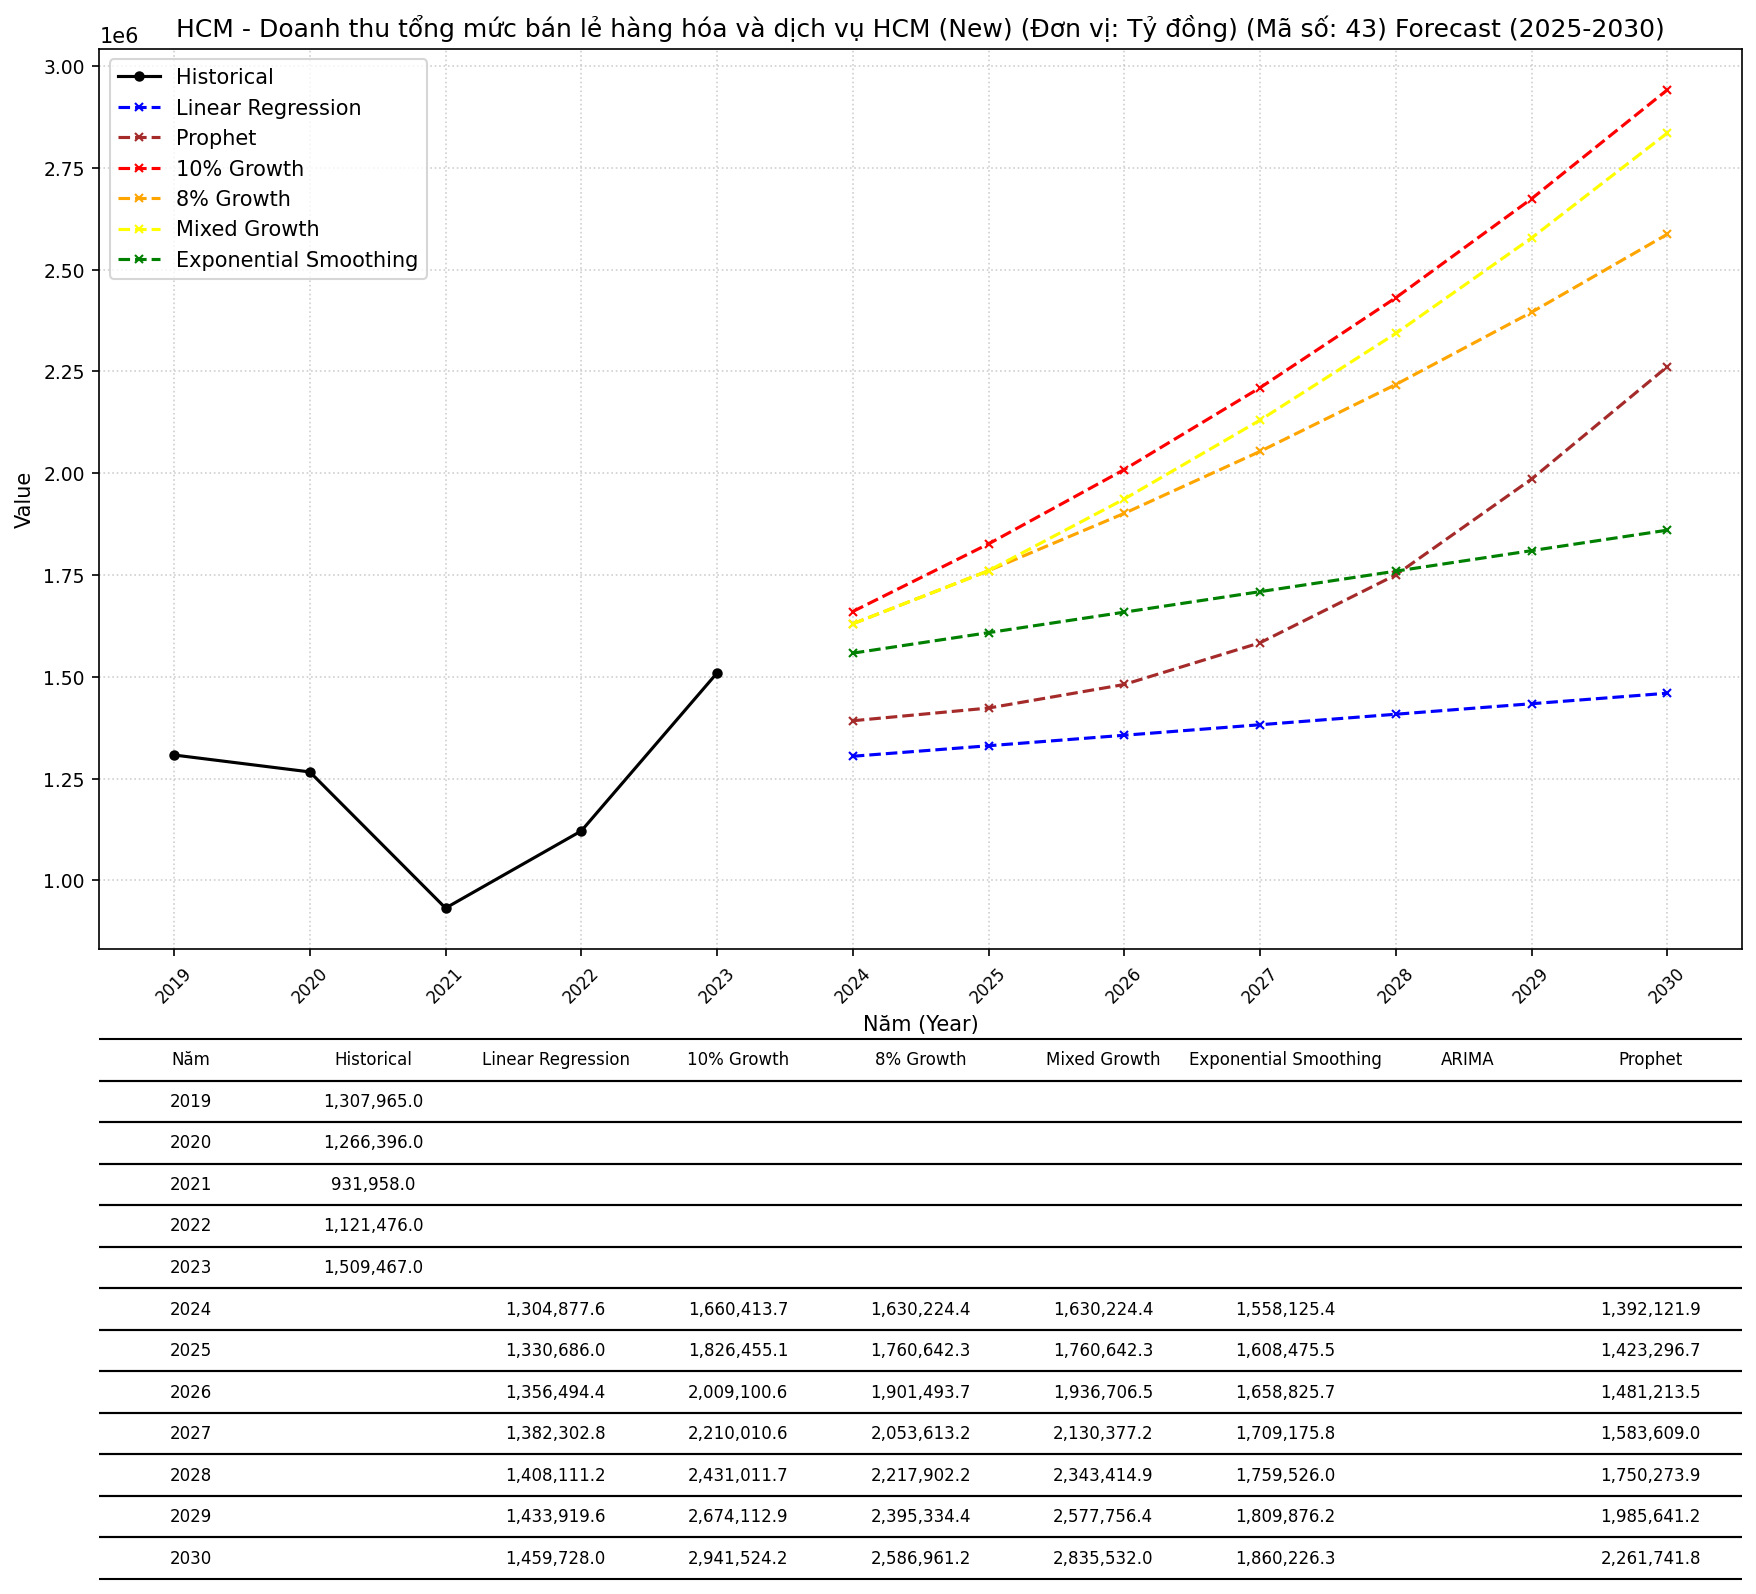 HCM - Doanh thu tổng mức bán lẻ hàng hóa và dịch vụ HCM (New) (Đơn vị: Tỷ đồng) (Mã số: 43) Forecast (2025-2030)
1e6
Historical
Linear Regression
Prophet
10% Growth
8% Growth
Mixed Growth
Exponential Smoothing
3.00
2.75
2.50
2.25
2.00
1.75
1.50
1.25
1.00
Value
2019 2020 2021 2022 2023 2024 2025 2026 2027 2028 2029 2030
Năm (Year)
Năm Historical Linear Regression 10% Growth 8% Growth Mixed Growth Exponential Smoothing ARIMA Prophet
2019 1,307,965.0
2020 1,266,396.0
2021 931,958.0
2022 1,121,476.0
2023 1,509,467.0
2024 1,304,877.6 1,660,413.7 1,630,224.4 1,630,224.4 1,558,125.4 1,392,121.9
2025 1,330,686.0 1,826,455.1 1,760,642.3 1,760,642.3 1,608,475.5 1,423,296.7
2026 1,356,494.4 2,009,100.6 1,901,493.7 1,936,706.5 1,658,825.7 1,481,213.5
2027 1,382,302.8 2,210,010.6 2,053,613.2 2,130,377.2 1,709,175.8 1,583,609.0
2028 1,408,111.2 2,431,011.7 2,217,902.2 2,343,414.9 1,759,526.0 1,750,273.9
2029 1,433,919.6 2,674,112.9 2,395,334.4 2,577,756.4 1,809,876.2 1,985,641.2
2030 1,459,728.0 2,941,524.2 2,586,961.2 2,835,532.0 1,860,226.3 2,261,741.8